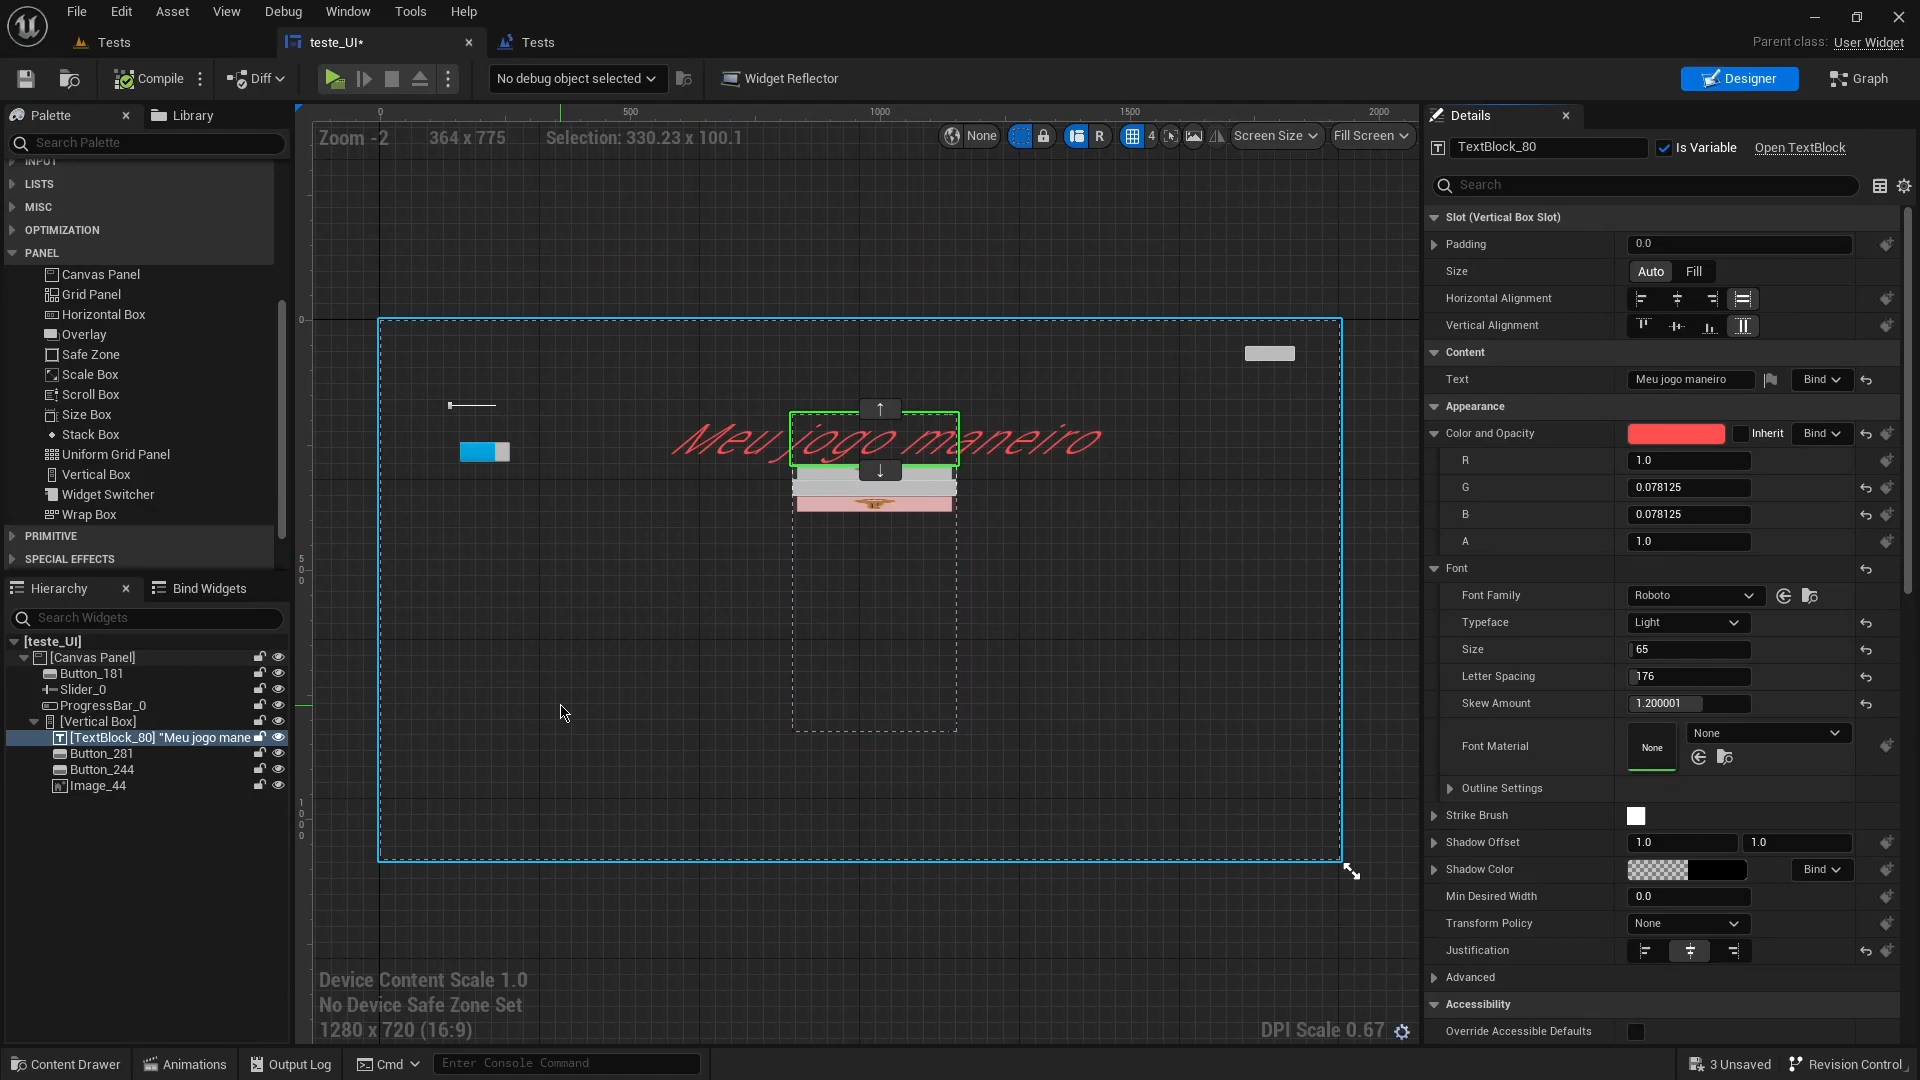 File Edit Asset View Debug Window Tools Help
Tests
teste_UI*
Tests
Parent class: User Widget
Compile
Diff
No debug object selected
Widget Reflector
Designer
Graph
Palette
Library
Search Palette
INPUT
LISTS
MISC
OPTIMIZATION
PANEL
Canvas Panel
Grid Panel
Horizontal Box
Overlay
Safe Zone
Scale Box
Scroll Box
Size Box
Stack Box
Uniform Grid Panel
Vertical Box
Widget Switcher
Wrap Box
PRIMITIVE
SPECIAL EFFECTS
Hierarchy
Bind Widgets
Search Widgets
[teste_UI]
[Canvas Panel]
Button_181
Slider_0
ProgressBar_0
[Vertical Box]
[TextBlock_80] "Meu jogo mane
Button_281
Button_244
Image_44
0 500 1000 1500 2000
Zoom -2
364 x 775
Selection: 330.23 x 100.1
None
R
4
Screen Size
Fill Screen
0
500
1000
Meu jogo maneiro
Device Content Scale 1.0
No Device Safe Zone Set
1280 x 720 (16:9)
DPI Scale 0.67
Details
TextBlock_80
Is Variable
Open TextBlock
Search
Slot (Vertical Box Slot)
Padding 0.0
Size Auto Fill
Horizontal Alignment
Vertical Alignment
Content
Text Meu jogo maneiro Bind
Appearance
Color and Opacity Inherit Bind
R 1.0
G 0.078125
B 0.078125
A 1.0
Font
Font Family Roboto
Typeface Light
Size 65
Letter Spacing 176
Skew Amount 1.200001
Font Material None None
Outline Settings
Strike Brush
Shadow Offset 1.0 1.0
Shadow Color Bind
Min Desired Width 0.0
Transform Policy None
Justification
Advanced
Accessibility
Override Accessible Defaults
Content Drawer
Animations
Output Log
Cmd
Enter Console Command
3 Unsaved
Revision Control